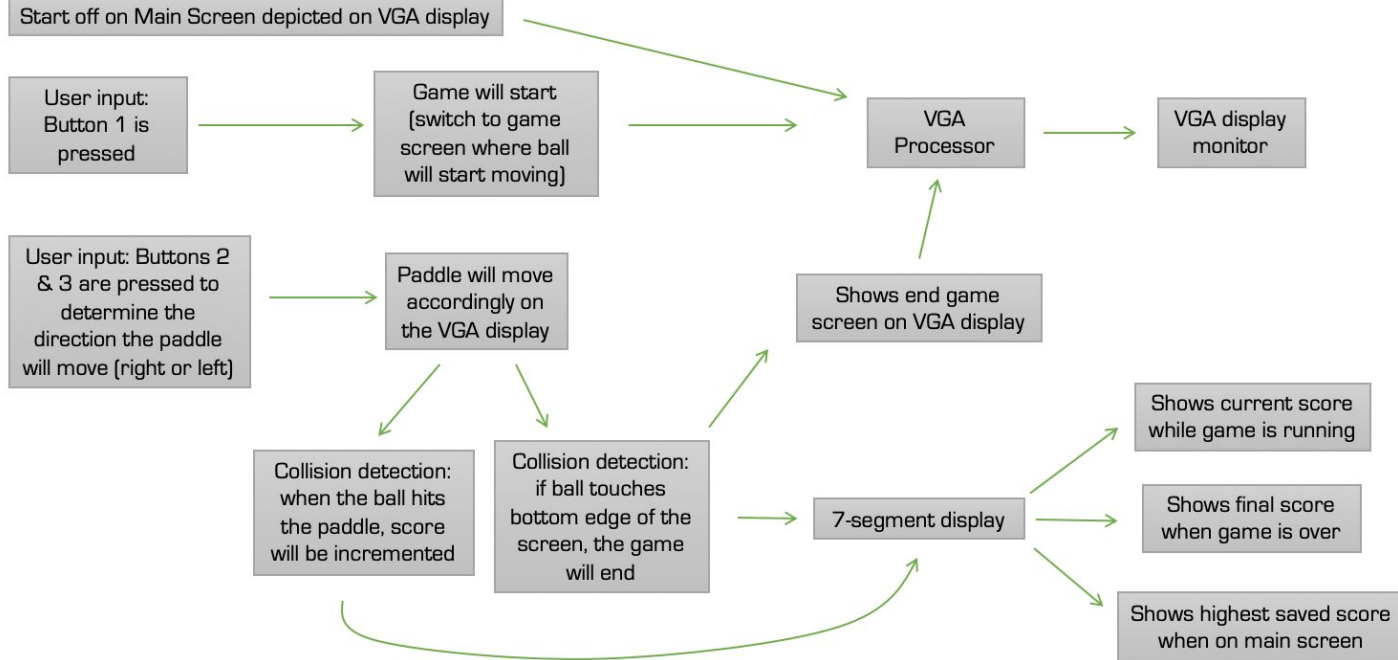 Start off on Main Screen depicted on VGA display
User input:
Button 1 is
pressed
Game will start
(switch to game
screen where ball
will start moving)
VGA
Processor
VGA display
monitor
User input: Buttons 2
& 3 are pressed to
determine the
direction the paddle
will move (right or left)
Paddle will move
accordingly on
the VGA display
Shows end game
screen on VGA display
Collision detection:
when the ball hits
the paddle, score
will be incremented
Collision detection:
if ball touches
bottom edge of the
screen, the game
will end
7-segment display
Shows current score
while game is running
Shows final score
when game is over
Shows highest saved score
when on main screen